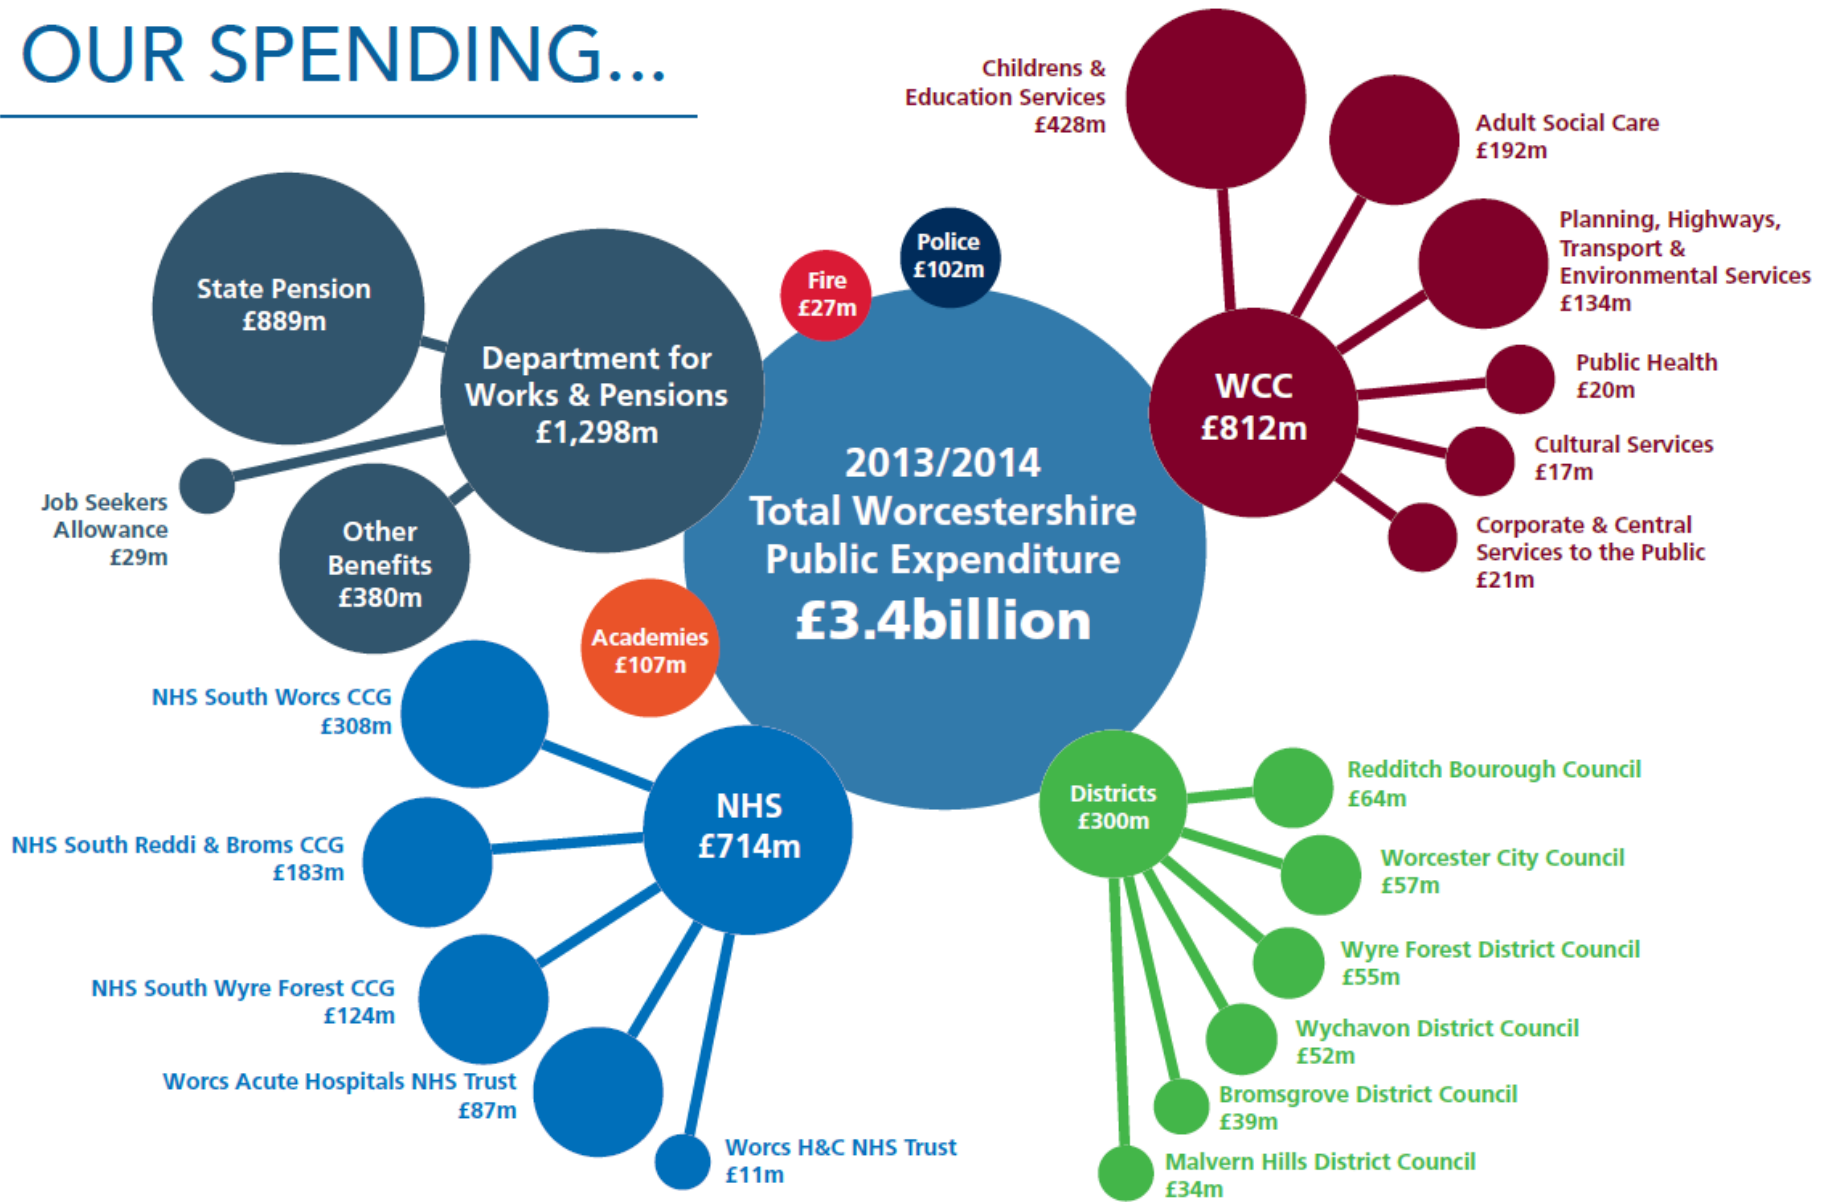 OUR SPENDING...
Childrens &
Education Services
£428m
Adult Social Care
£192m
Planning, Highways,
Transport &
Environmental Services
£134m
Public Health
£20m
Cultural Services
£17m
Corporate & Central
Services to the Public
£21m
WCC
£812m
Police
£102m
Fire
£27m
State Pension
£889m
Department for
Works & Pensions
£1,298m
Job Seekers
Allowance
£29m
Other
Benefits
£380m
2013/2014
Total Worcestershire
Public Expenditure
£3.4billion
Academies
£107m
NHS South Worcs CCG
£308m
NHS South Reddi & Broms CCG
£183m
NHS South Wyre Forest CCG
£124m
Worcs Acute Hospitals NHS Trust
£87m
Worcs H&C NHS Trust
£11m
NHS
£714m
Districts
£300m
Redditch Bourough Council
£64m
Worcester City Council
£57m
Wyre Forest District Council
£55m
Wychavon District Council
£52m
Bromsgrove District Council
£39m
Malvern Hills District Council
£34m